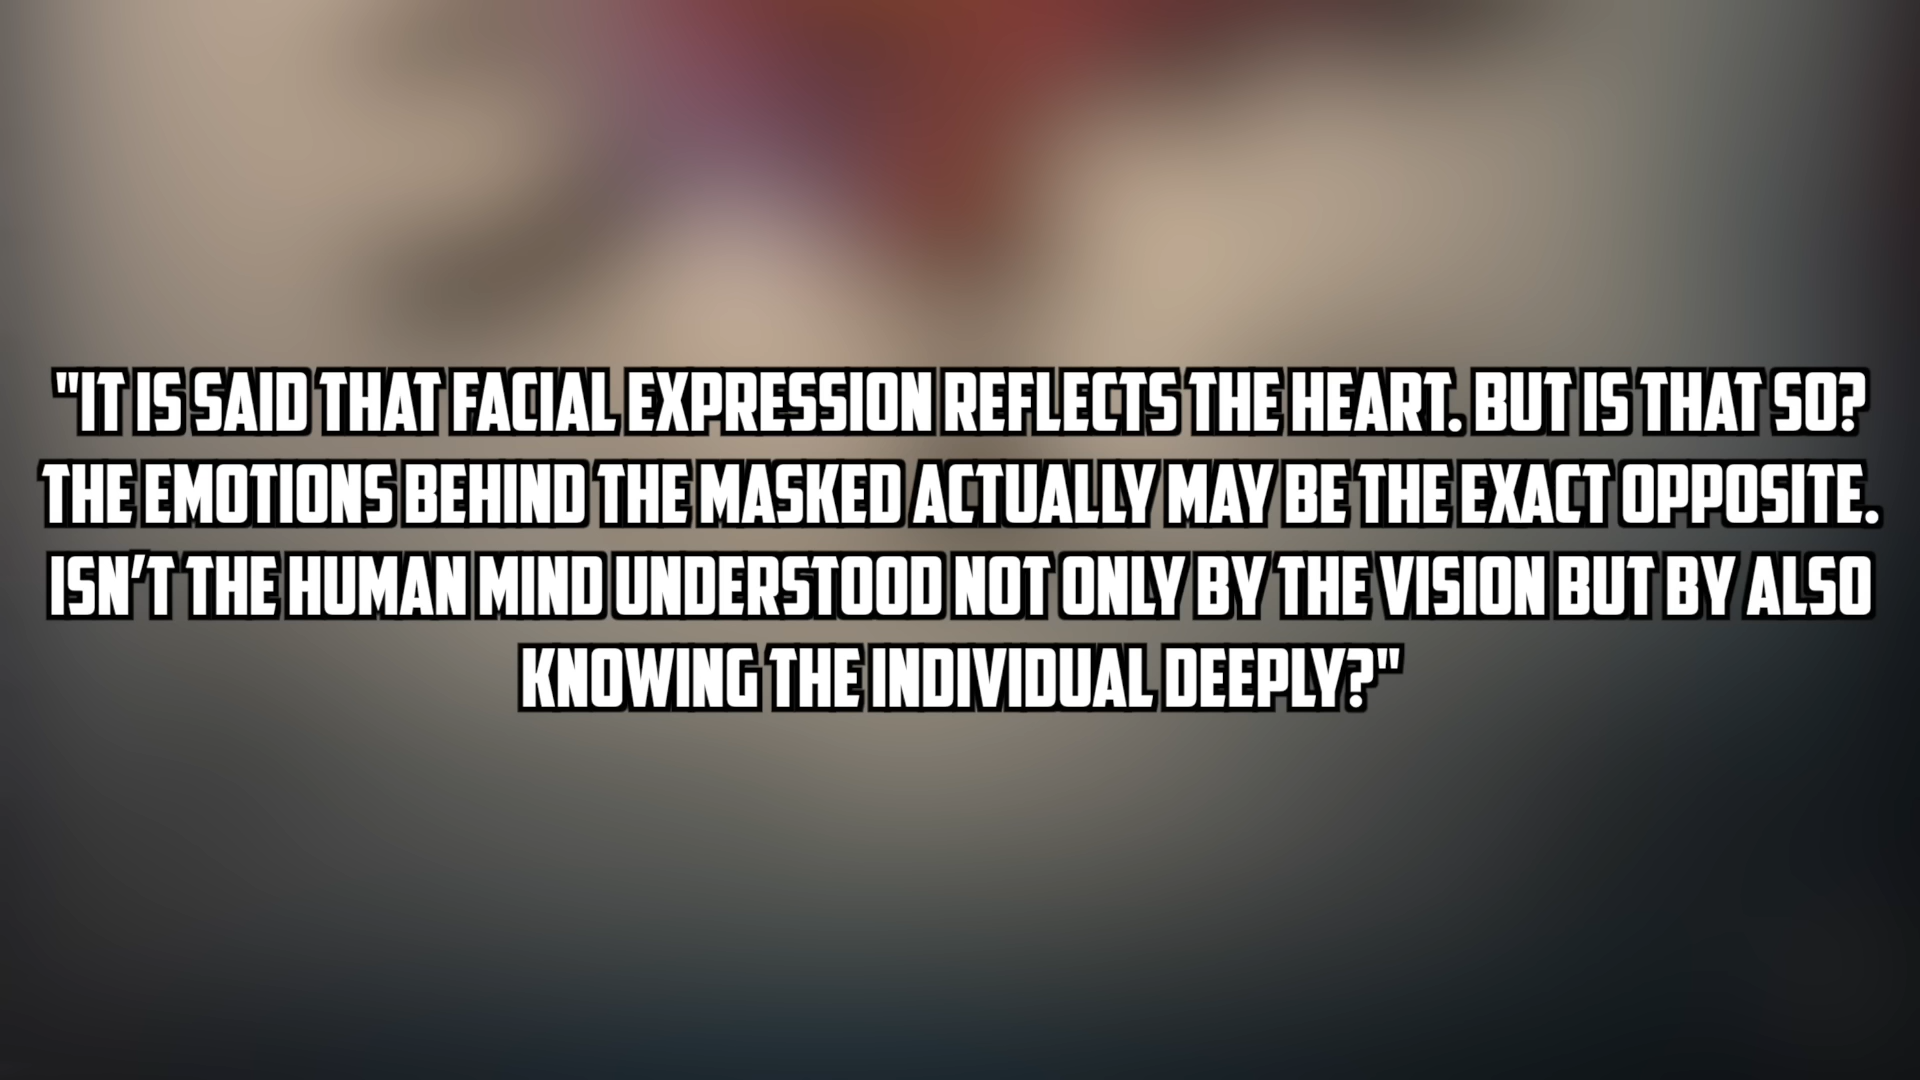 "IT IS SAID THAT FACIAL EXPRESSION REFLECTS THE HEART. BUT IS THAT SO?
THE EMOTIONS BEHIND THE MASKED ACTUALLY MAY BE THE EXACT OPPOSITE.
ISN'T THE HUMAN MIND UNDERSTOOD NOT ONLY BY THE VISION BUT BY ALSO
KNOWING THE INDIVIDUAL DEEPLY?"